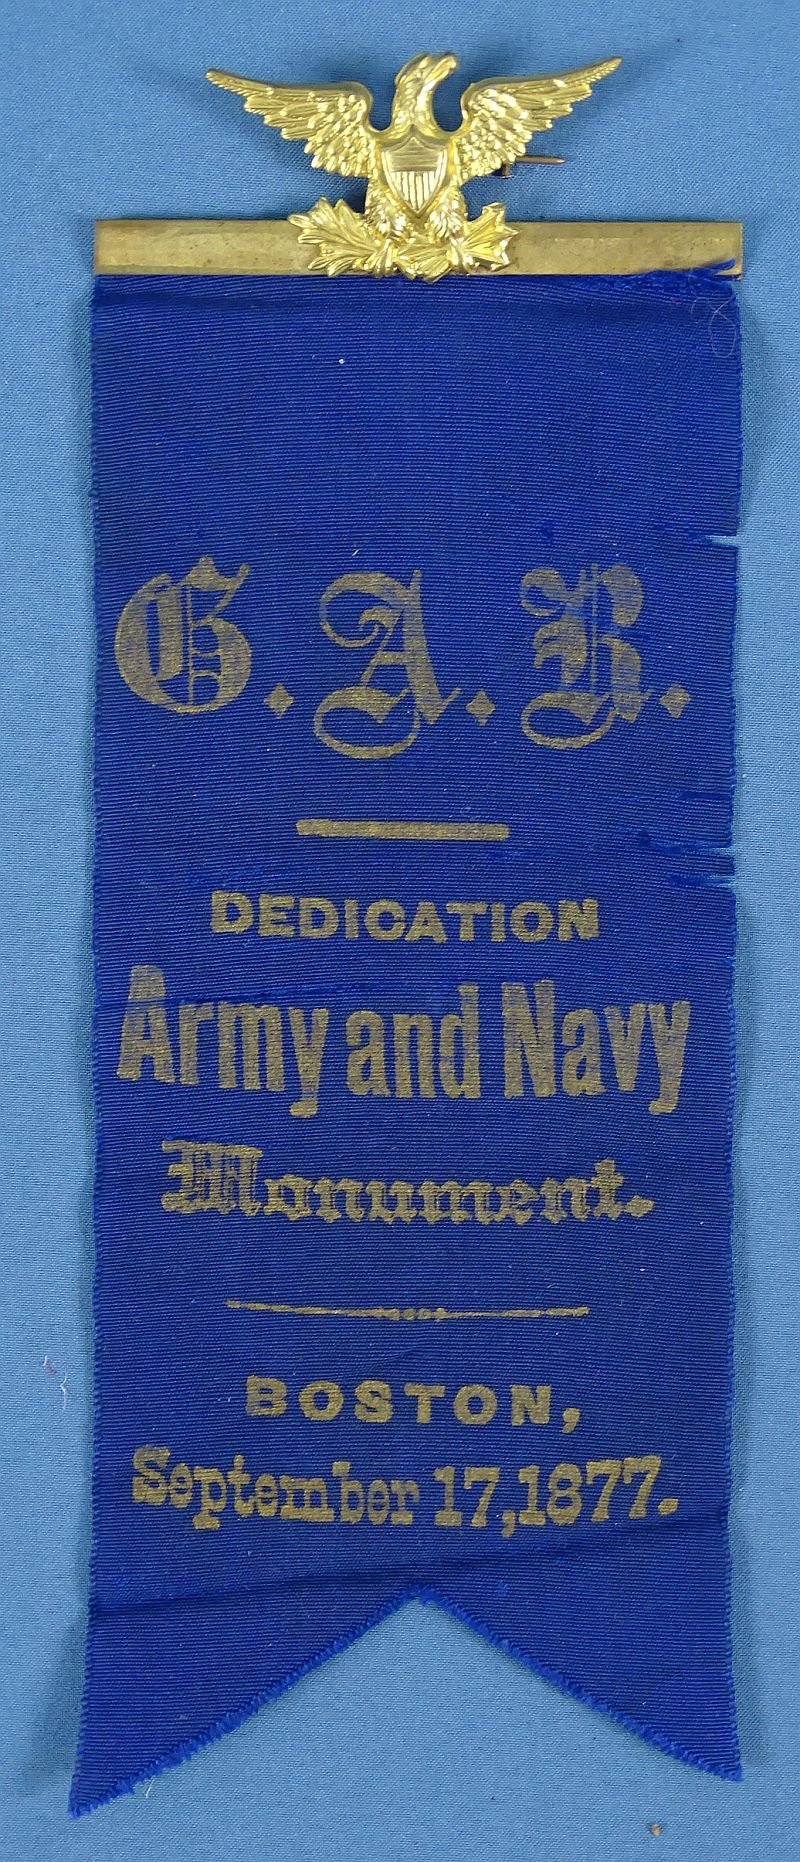 G. A. R.
DEDICATION
Army and Navy
Monument.
BOSTON,
September 17, 1877.